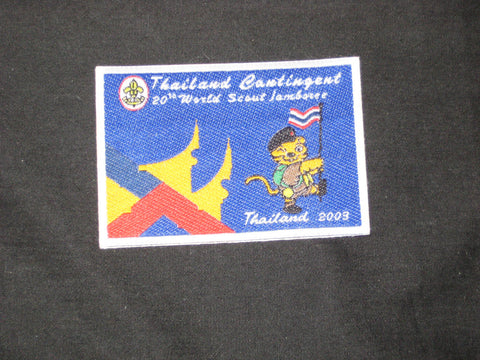 Thailand Contingent
20th World Scout Jamboree
Thailand 2003